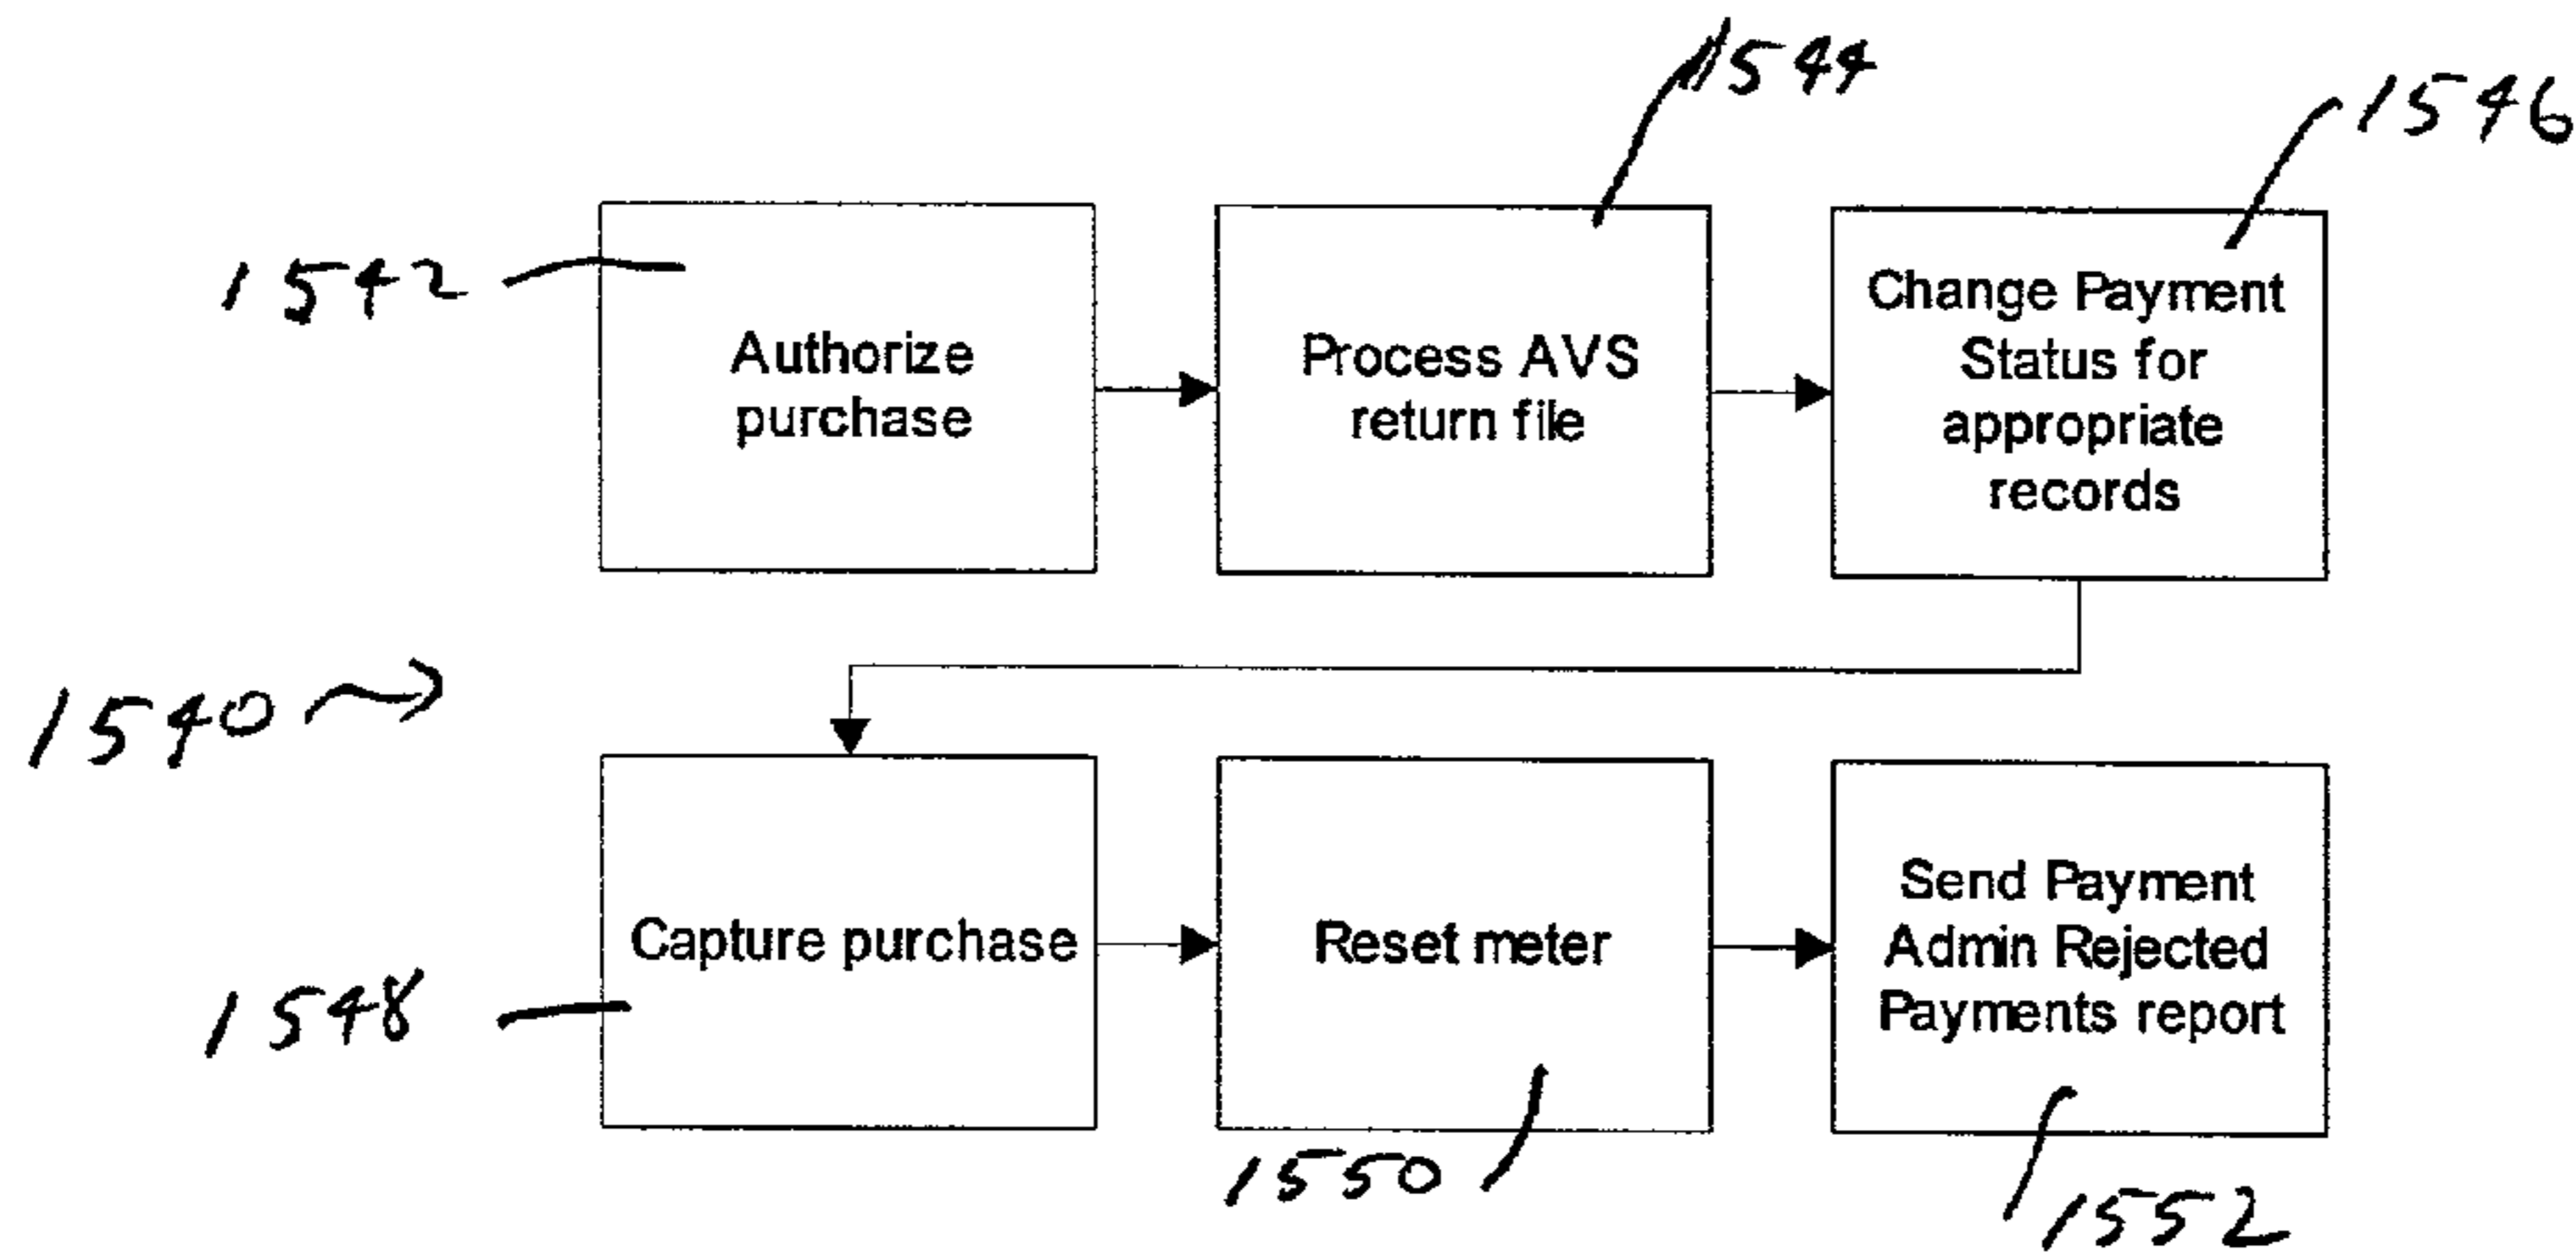 1544
1546
1542
Authorize
purchase
Process AVS
return file
Change Payment
Status for
appropriate
records
1540
Capture purchase
Reset meter
Send Payment
Admin Rejected
Payments report
1548
1550
1552